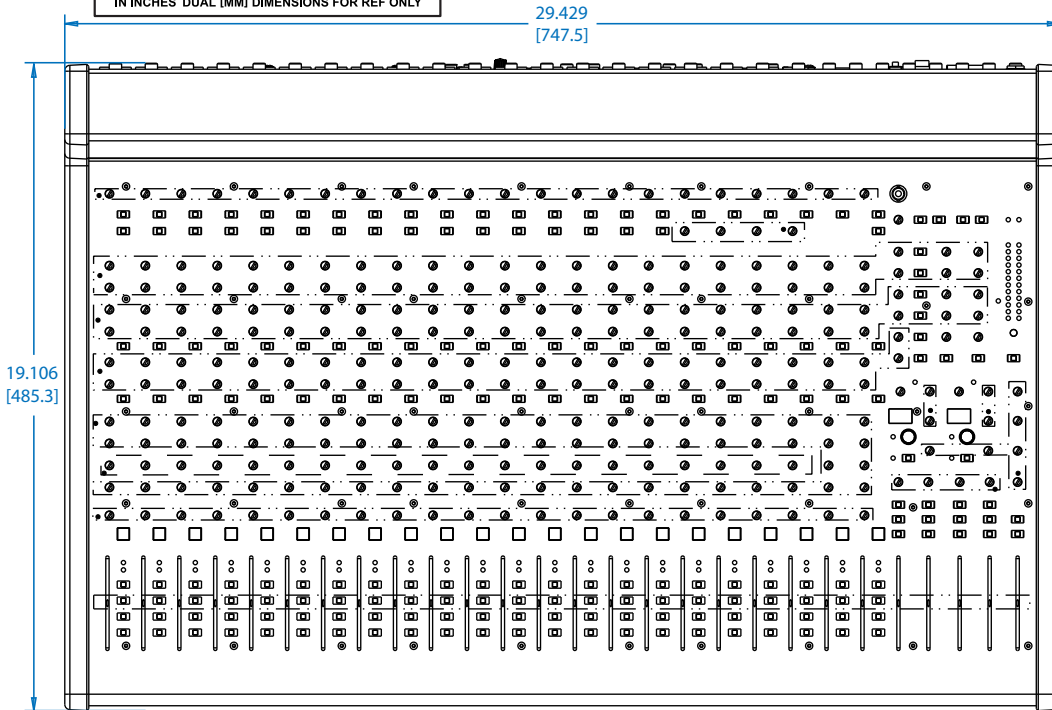 IN INCHES DUAL [MM] DIMENSIONS FOR REF ONLY
29.429
[747.5]
19.106
[485.3]